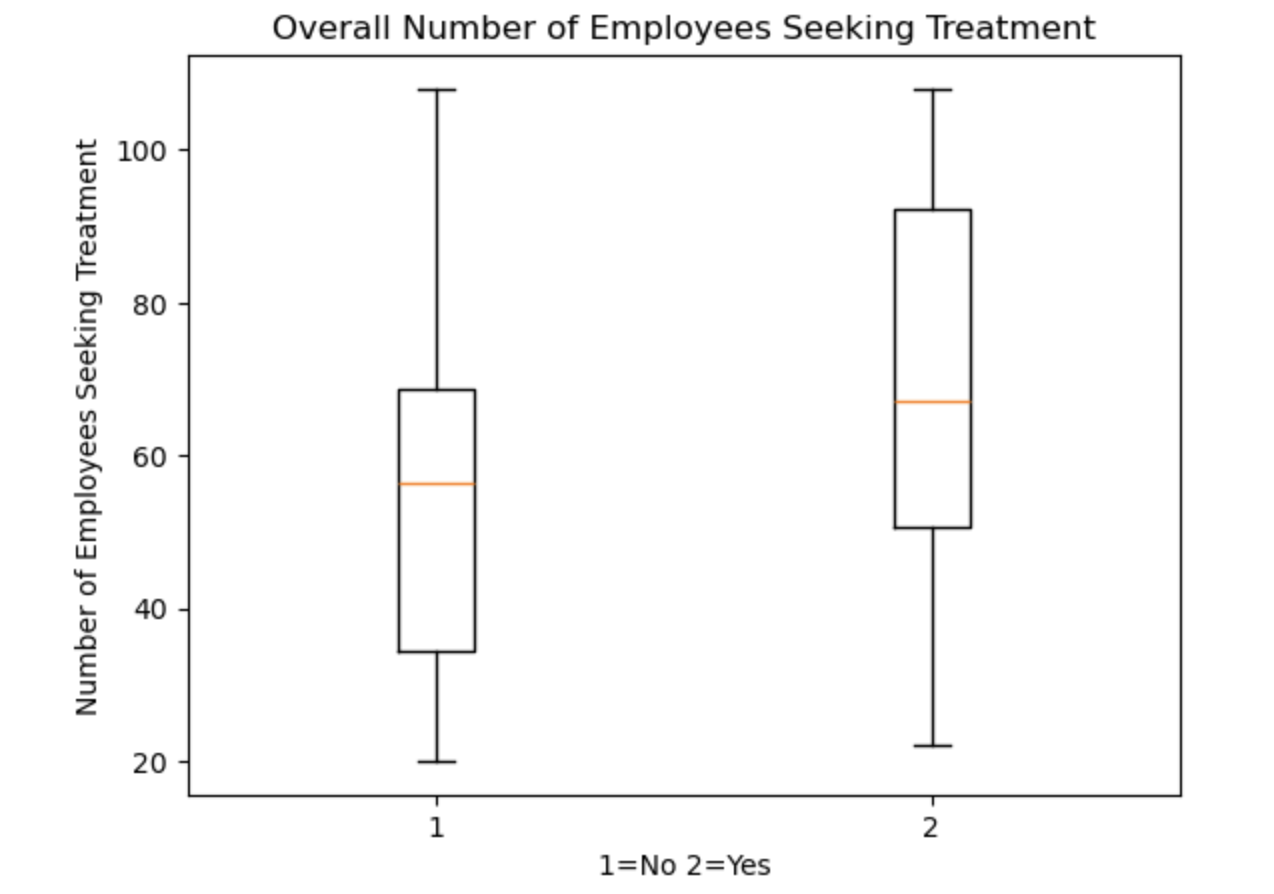 Overall Number of Employees Seeking Treatment
Number of Employees Seeking Treatment
100
80
60
40
20
1
2
1=No 2=Yes